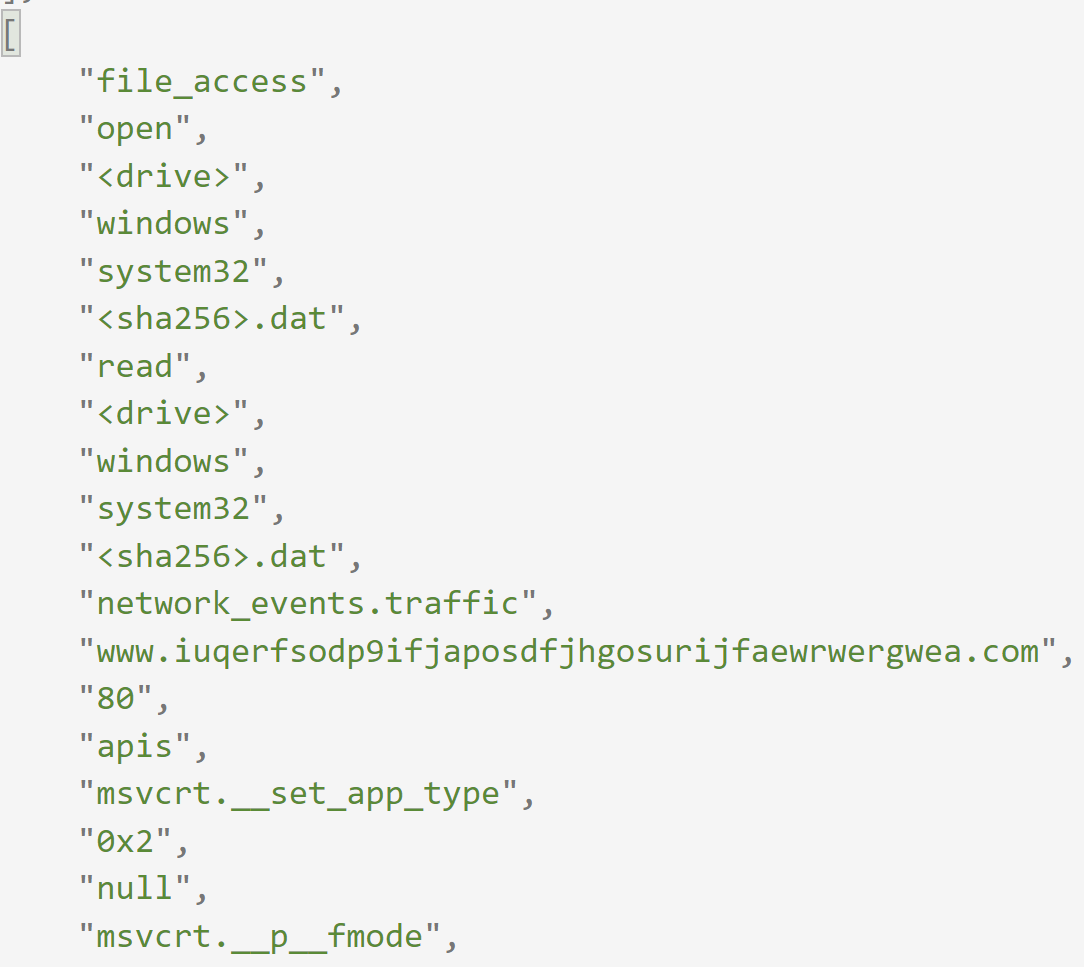 [
"file_access",
"open",
"<drive>",
"windows",
"system32",
"<sha256>.dat",
"read",
"<drive>",
"windows",
"system32",
"<sha256>.dat",
"network_events.traffic",
"www.iuqerfsodp9ifjaposdfjhgosurijfaewrwergwea.com",
"80",
"apis",
"msvcrt.__set_app_type",
"0x2",
"null",
"msvcrt.__p__fmode",